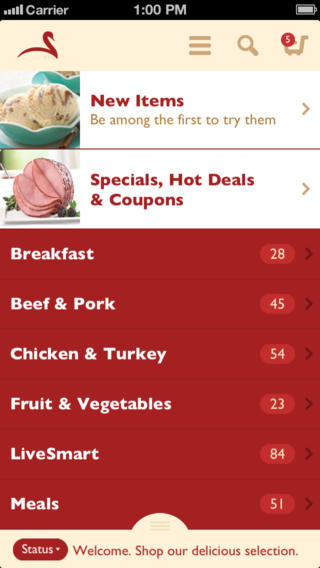 Carrier 1:00 PM
5
New Items
Be among the first to try them
Specials, Hot Deals
& Coupons
Breakfast 28
Beef & Pork 45
Chicken & Turkey 54
Fruit & Vegetables 23
LiveSmart 84
Meals 51
Status Welcome. Shop our delicious selection.